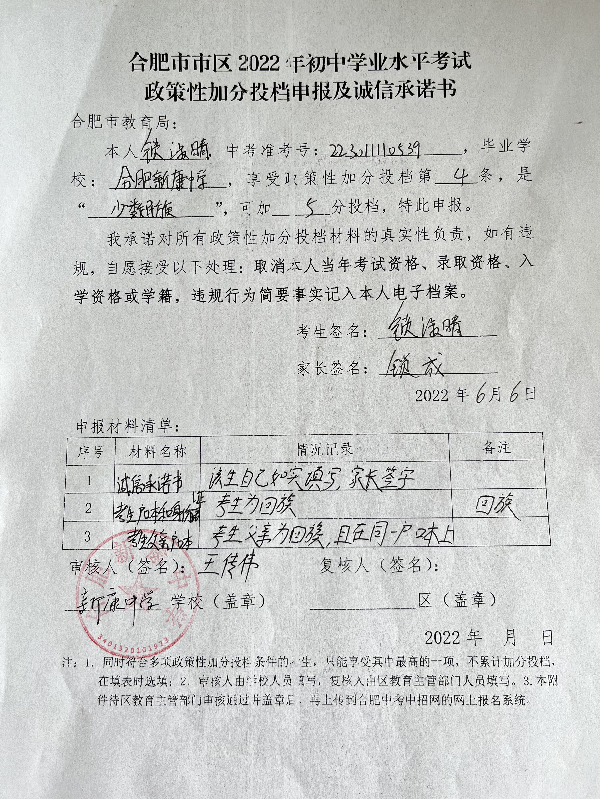 合肥市市区2022年初中学业水平考试
政策性加分投档申报及诚信承诺书
合肥市教育局：
本人锁淑晴，中考准考号：223011110539，毕业学
校：合肥新康中学，享受政策性加分投档第4条，是
“少数民族”，可加5分投档，特此申报。
我承诺对所有政策性加分投档材料的真实性负责，如有违
规，自愿接受以下处理：取消本人当年考试资格、录取资格、入
学资格或学籍，违规行为简要事实记入本人电子档案。
考生签名：锁淑晴
家长签名：锁成
2022年6月6日
申报材料清单：
序号 材料名称 情况记录 备注
1 诚信承诺书 该生自己如实填写，家长签字
2 考生户口本和身份证 考生为回族 回族
3 考生父亲户口本 考生父亲为回族，且在同一户口本上
审核人（签名）：王传伟 复核人（签名）：
新康中学学校（盖章） 区（盖章）
2022年 月 日
注：1.同时符合多项政策性加分投档条件的考生，只能享受其中最高的一项，不累计加分投档，
在填表时选填；2.审核人由学校人员填写，复核人由区教育主管部门人员填写。3.本附
件待区教育主管部门审核通过并盖章后，再上传到合肥中考中招网的网上报名系统。